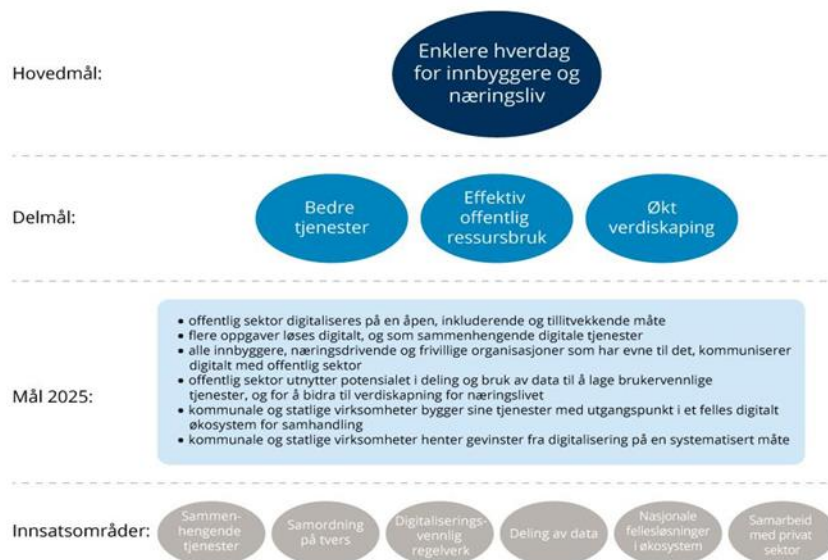 Hovedmål:
Enklere hverdag
for innbyggere og
næringsliv
Delmål:
Bedre
tjenester
Effektiv
offentlig
ressursbruk
Økt
verdiskaping
Mål 2025:
• offentlig sektor digitaliseres på en åpen, inkluderende og tillitvekkende måte
• flere oppgaver løses digitalt, og som sammenhengende digitale tjenester
• alle innbyggere, næringsdrivende og frivillige organisasjoner som har evne til det, kommuniserer
digitalt med offentlig sektor
• offentlig sektor utnytter potensialet i deling og bruk av data til å lage brukervennlige
tjenester, og for å bidra til verdiskapning for næringslivet
• kommunale og statlige virksomheter bygger sine tjenester med utgangspunkt i et felles digitalt
økosystem for samhandling
• kommunale og statlige virksomheter henter gevinster fra digitalisering på en systematisert måte
Innsatsområder:
Sammen-
hengende
tjenester
Samordning
på tvers
Digitaliserings-
vennlig
regelverk
Deling av data
Nasjonale
fellesløsninger
i økosystem
Samarbeid
med privat
sektor